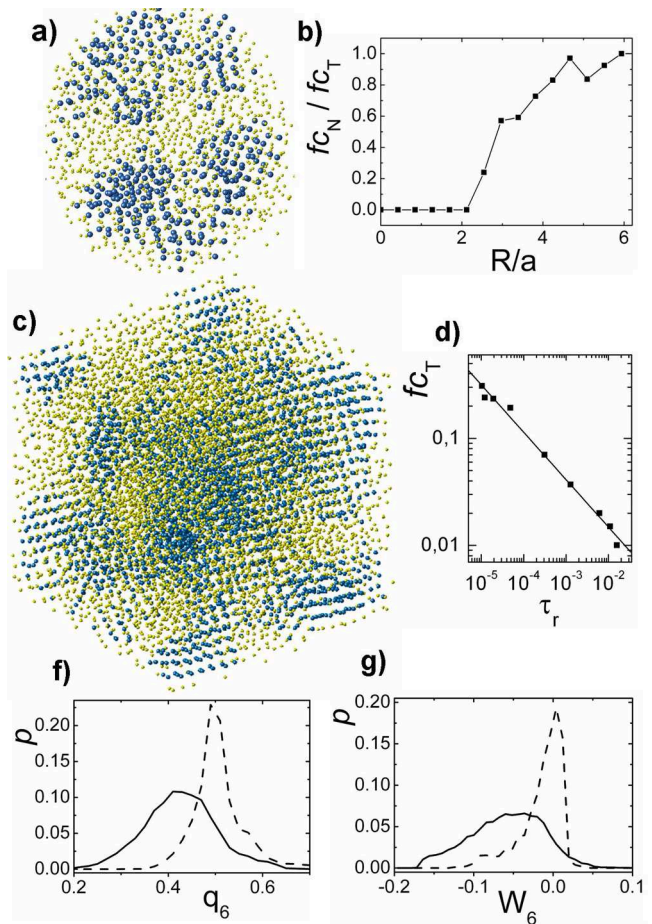 a)
b)
fc_N / fc_T
1.0
0.8
0.6
0.4
0.2
0.0
0 2 4 6
R/a
c)
d)
fc_T
0,1
0,01
10^-5 10^-4 10^-3 10^-2
τ_r
f)
p
0.20
0.15
0.10
0.05
0.00
0.2 0.4 0.6
q_6
g)
p
0.20
0.15
0.10
0.05
0.00
-0.2 -0.1 0.0 0.1
W_6